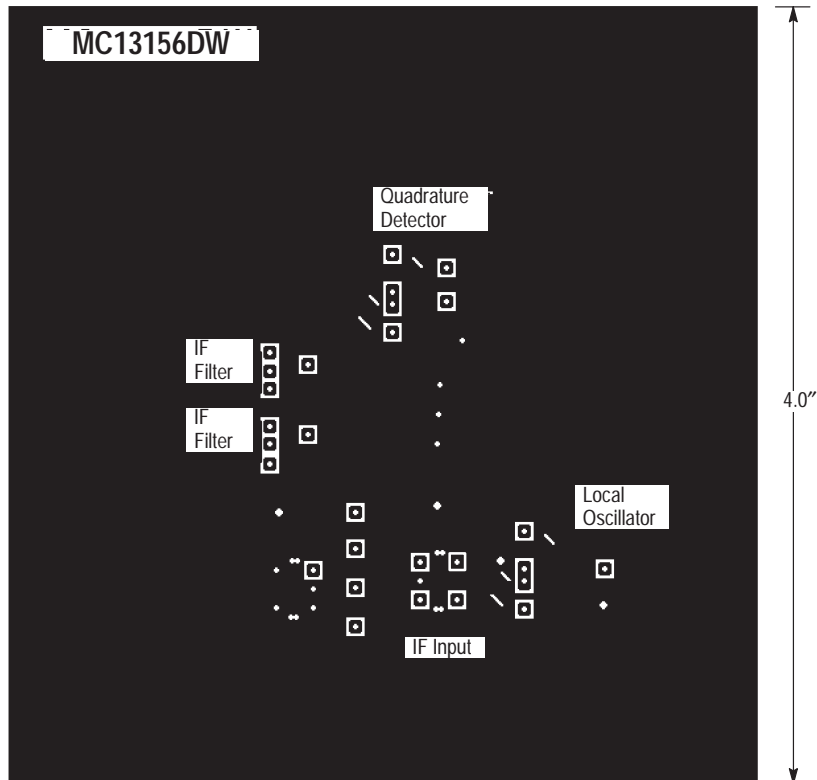 MC13156DW
Quadrature
Detector
IF
Filter
IF
Filter
4.0″
Local
Oscillator
IF Input